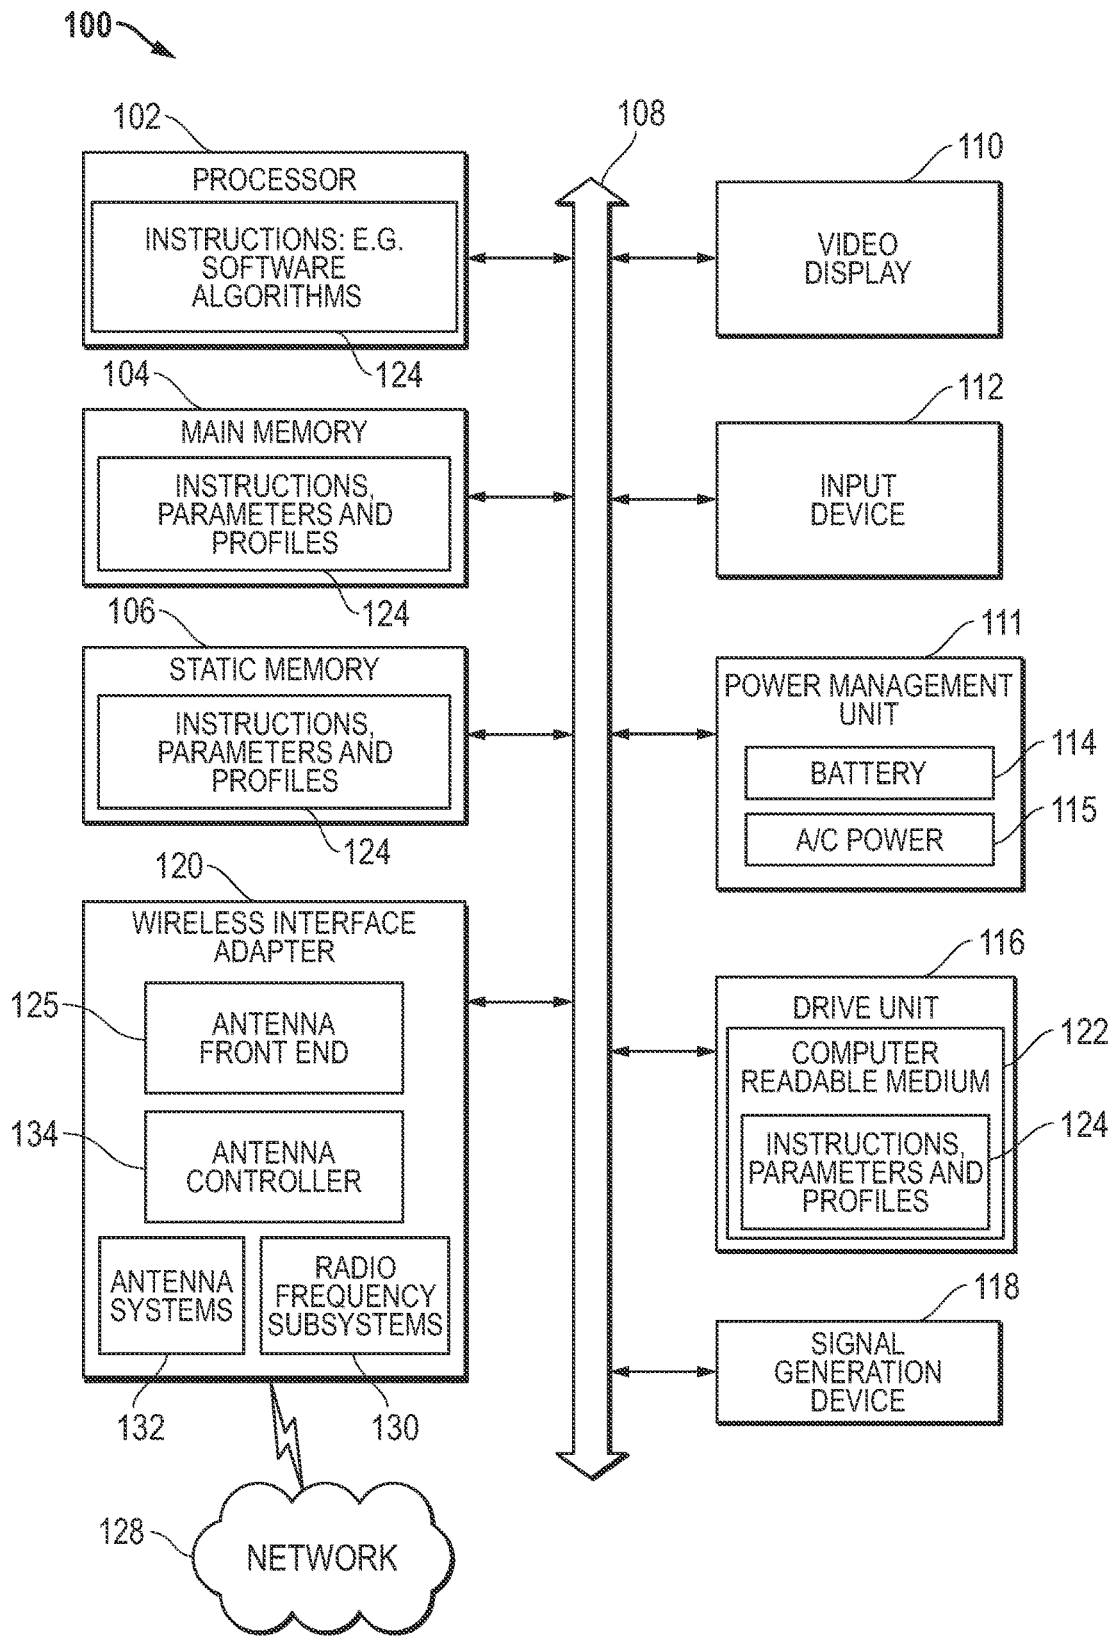 100
102
PROCESSOR
INSTRUCTIONS: E.G.
SOFTWARE
ALGORITHMS
124
104
MAIN MEMORY
INSTRUCTIONS,
PARAMETERS AND
PROFILES
124
106
STATIC MEMORY
INSTRUCTIONS,
PARAMETERS AND
PROFILES
124
120
WIRELESS INTERFACE
ADAPTER
125
ANTENNA
FRONT END
134
ANTENNA
CONTROLLER
ANTENNA
SYSTEMS
RADIO
FREQUENCY
SUBSYSTEMS
132
130
128
NETWORK
108
110
VIDEO
DISPLAY
112
INPUT
DEVICE
111
POWER MANAGEMENT
UNIT
BATTERY
114
A/C POWER
115
116
DRIVE UNIT
COMPUTER
READABLE MEDIUM
122
INSTRUCTIONS,
PARAMETERS AND
PROFILES
124
118
SIGNAL
GENERATION
DEVICE